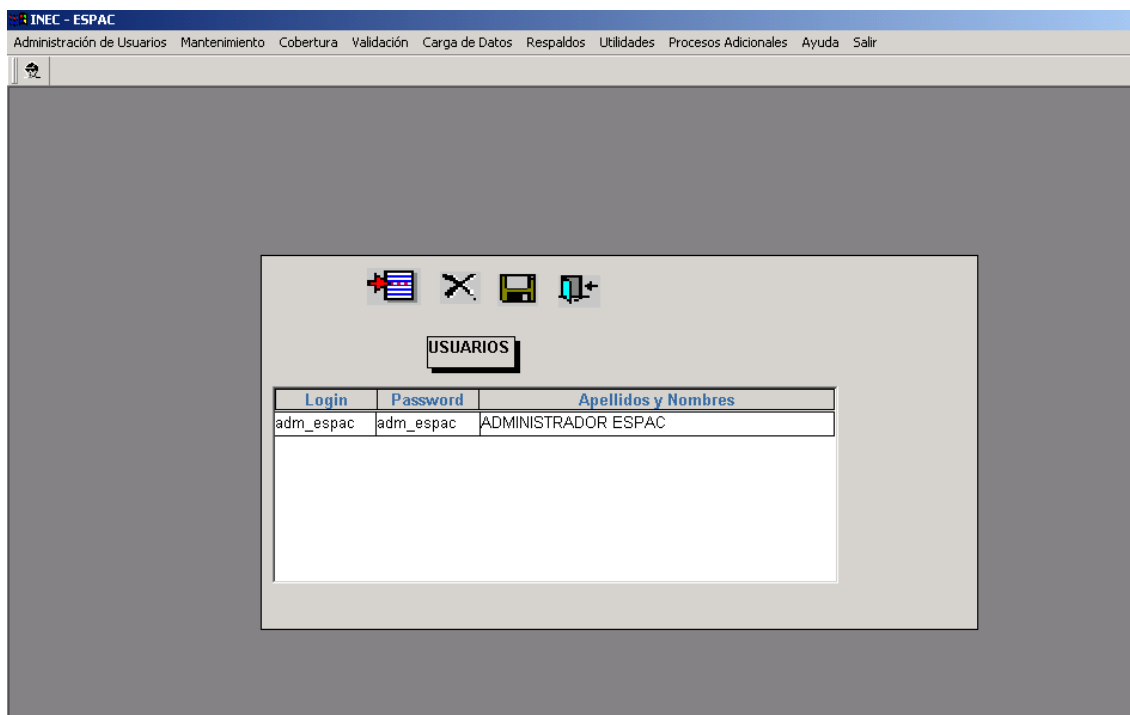 INEC - ESPAC
Administración de Usuarios Mantenimiento Cobertura Validación Carga de Datos Respaldos Utilidades Procesos Adicionales Ayuda Salir
USUARIOS
Login Password Apellidos y Nombres
adm_espac adm_espac ADMINISTRADOR ESPAC